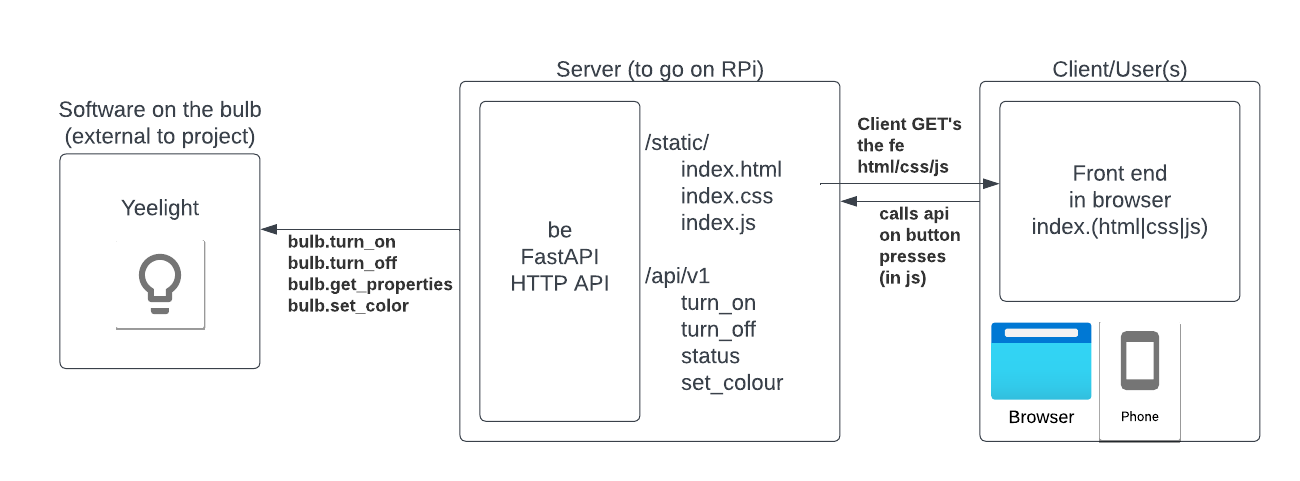 Software on the bulb
(external to project)
Yeelight
bulb.turn_on
bulb.turn_off
bulb.get_properties
bulb.set_color
Server (to go on RPi)
be
FastAPI
HTTP API
/static/
index.html
index.css
index.js
/api/v1
turn_on
turn_off
status
set_colour
Client GET's
the fe
html/css/js
calls api
on button
presses
(in js)
Client/User(s)
Front end
in browser
index.(html|css|js)
Browser
Phone